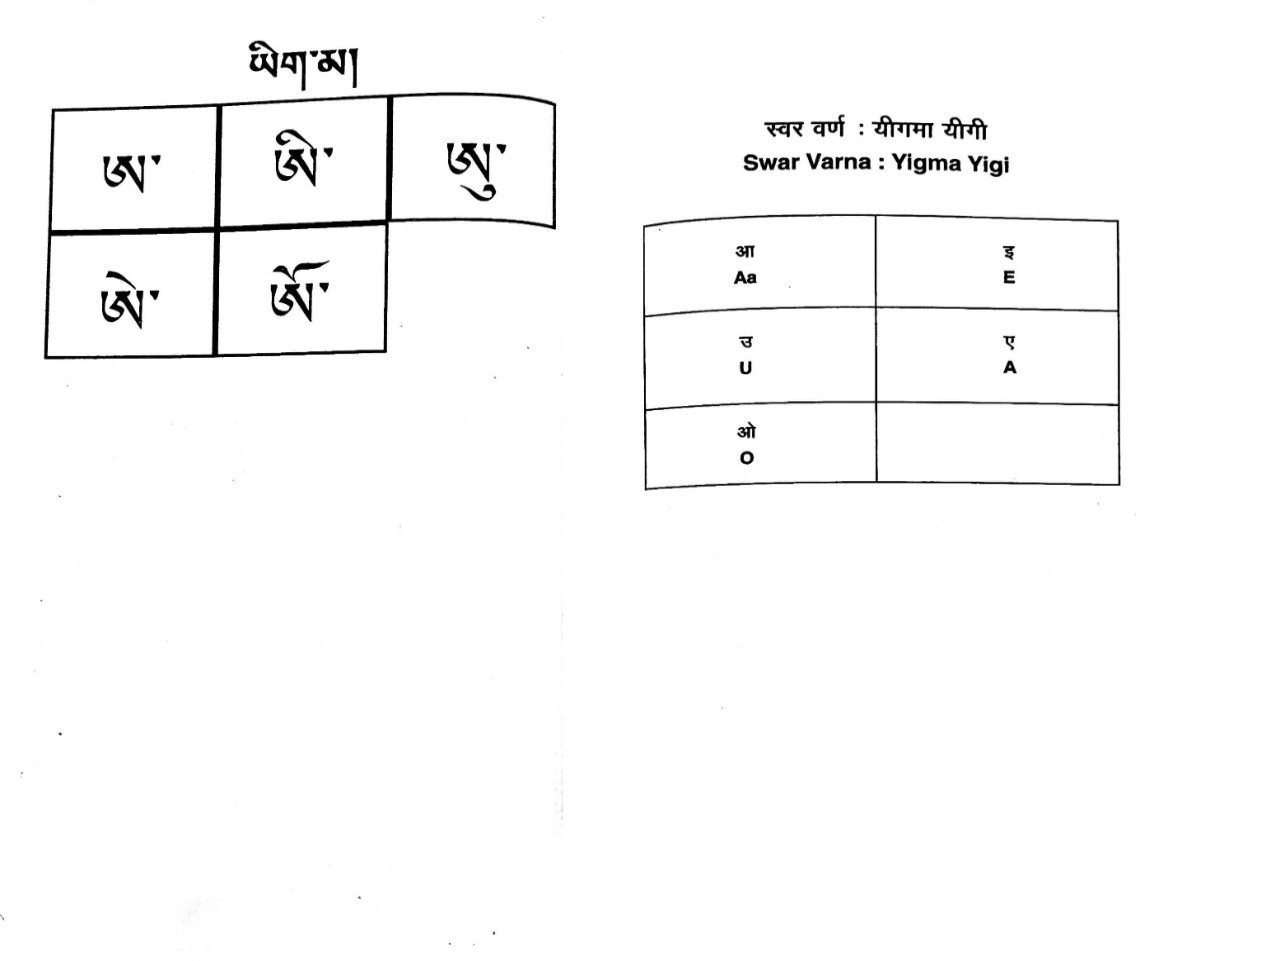 ཡིག་མ།
ཨ་ ཨི་ ཨུ་
ཨེ་ ཨོ་
स्वर वर्ण : यीगमा यीगी
Swar Varna : Yigma Yigi
आ इ
Aa E
उ ए
U A
ओ
O